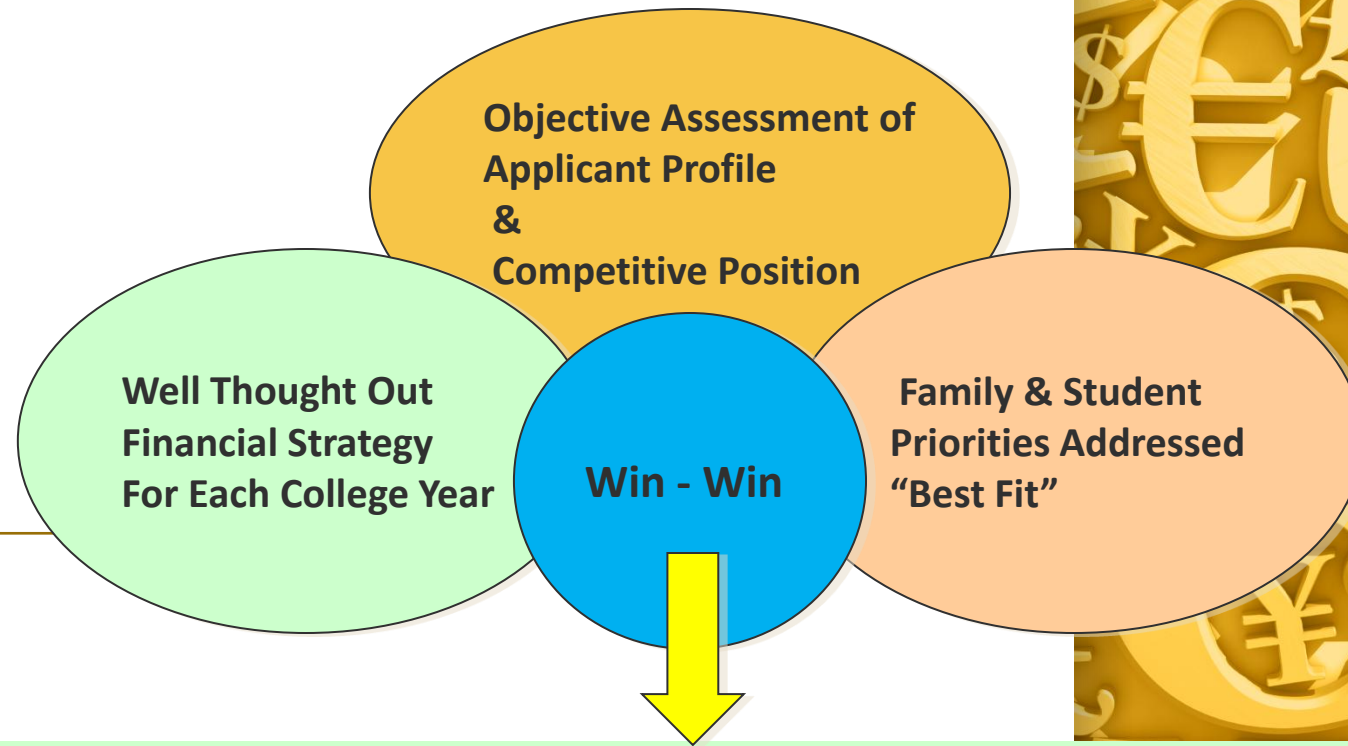 Objective Assessment of
Applicant Profile
&
Competitive Position
Well Thought Out
Financial Strategy
For Each College Year
Win - Win
Family & Student
Priorities Addressed
“Best Fit”